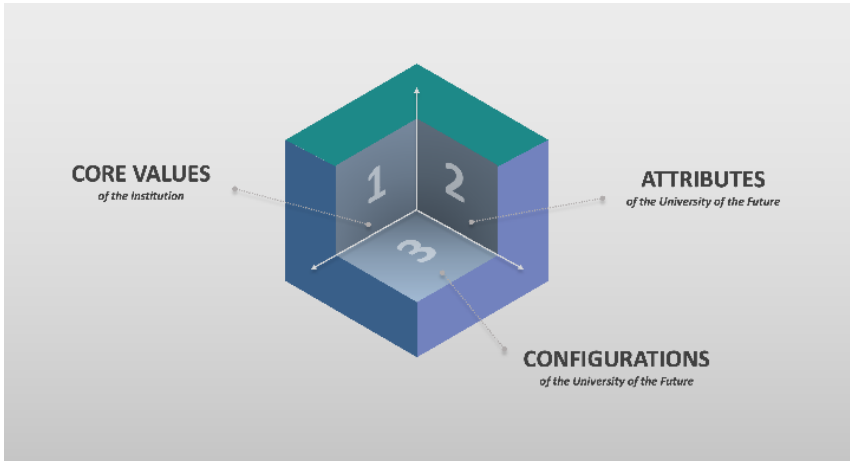 CORE VALUES
of the Institution
1
2
ATTRIBUTES
of the University of the Future
3
CONFIGURATIONS
of the University of the Future